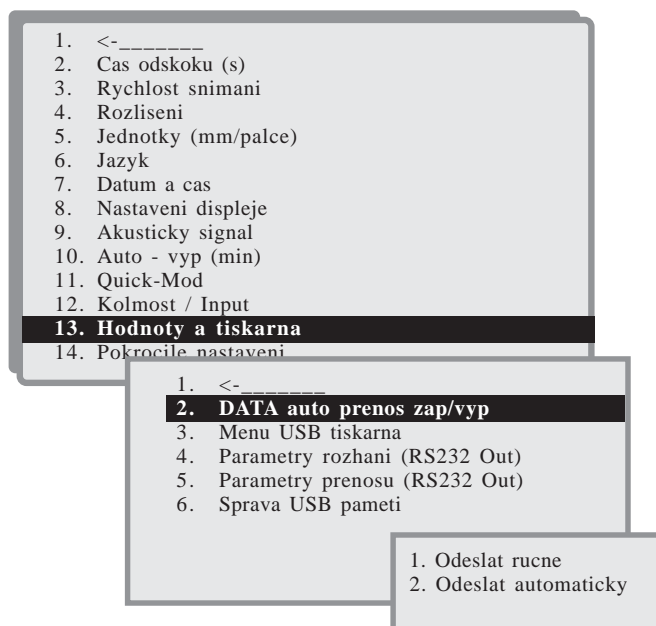 1. <-_______
2. Cas odskoku (s)
3. Rychlost snimani
4. Rozliseni
5. Jednotky (mm/palce)
6. Jazyk
7. Datum a cas
8. Nastaveni displeje
9. Akusticky signal
10. Auto - vyp (min)
11. Quick-Mod
12. Kolmost / Input
13. Hodnoty a tiskarna
14. Pokrocile nastaveni
1. <-_______
2. DATA auto prenos zap/vyp
3. Menu USB tiskarna
4. Parametry rozhani (RS232 Out)
5. Parametry prenosu (RS232 Out)
6. Sprava USB pameti
1. Odeslat rucne
2. Odeslat automaticky